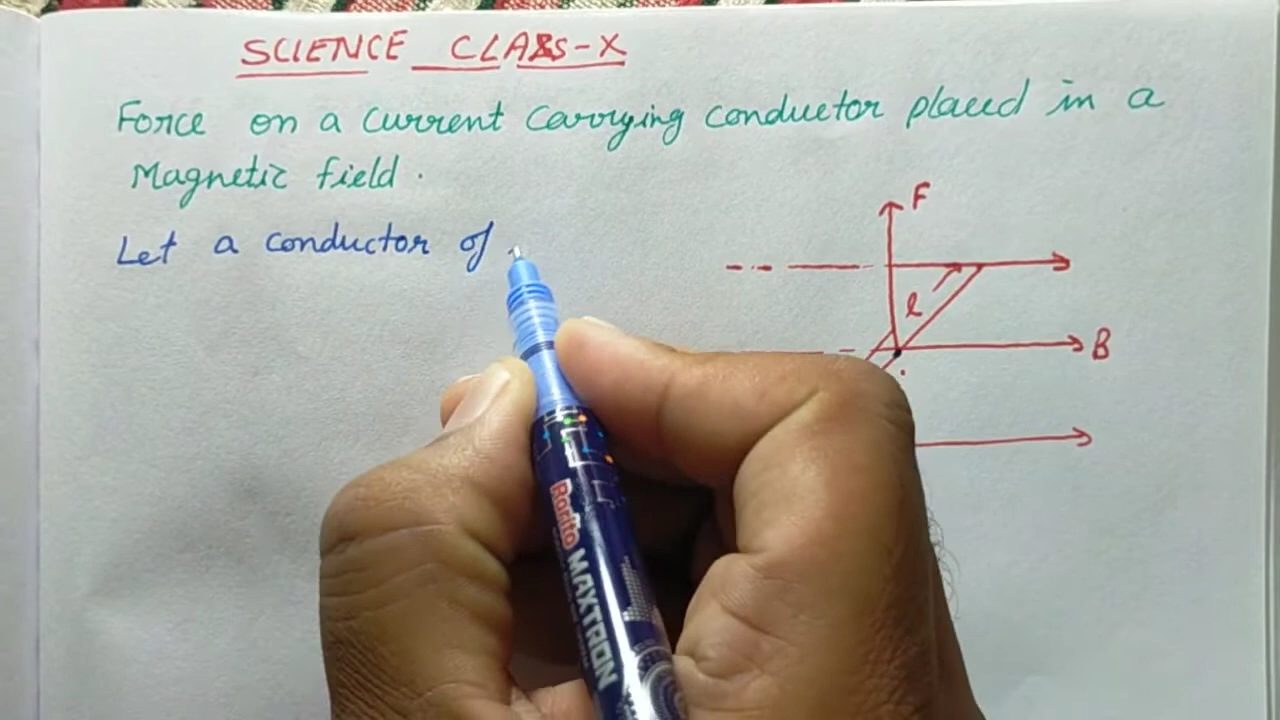 SCIENCE CLASS-X
Force on a current carrying conductor placed in a
Magnetic field.
Let a conductor of
F
l
B
Rorito MAXTRON